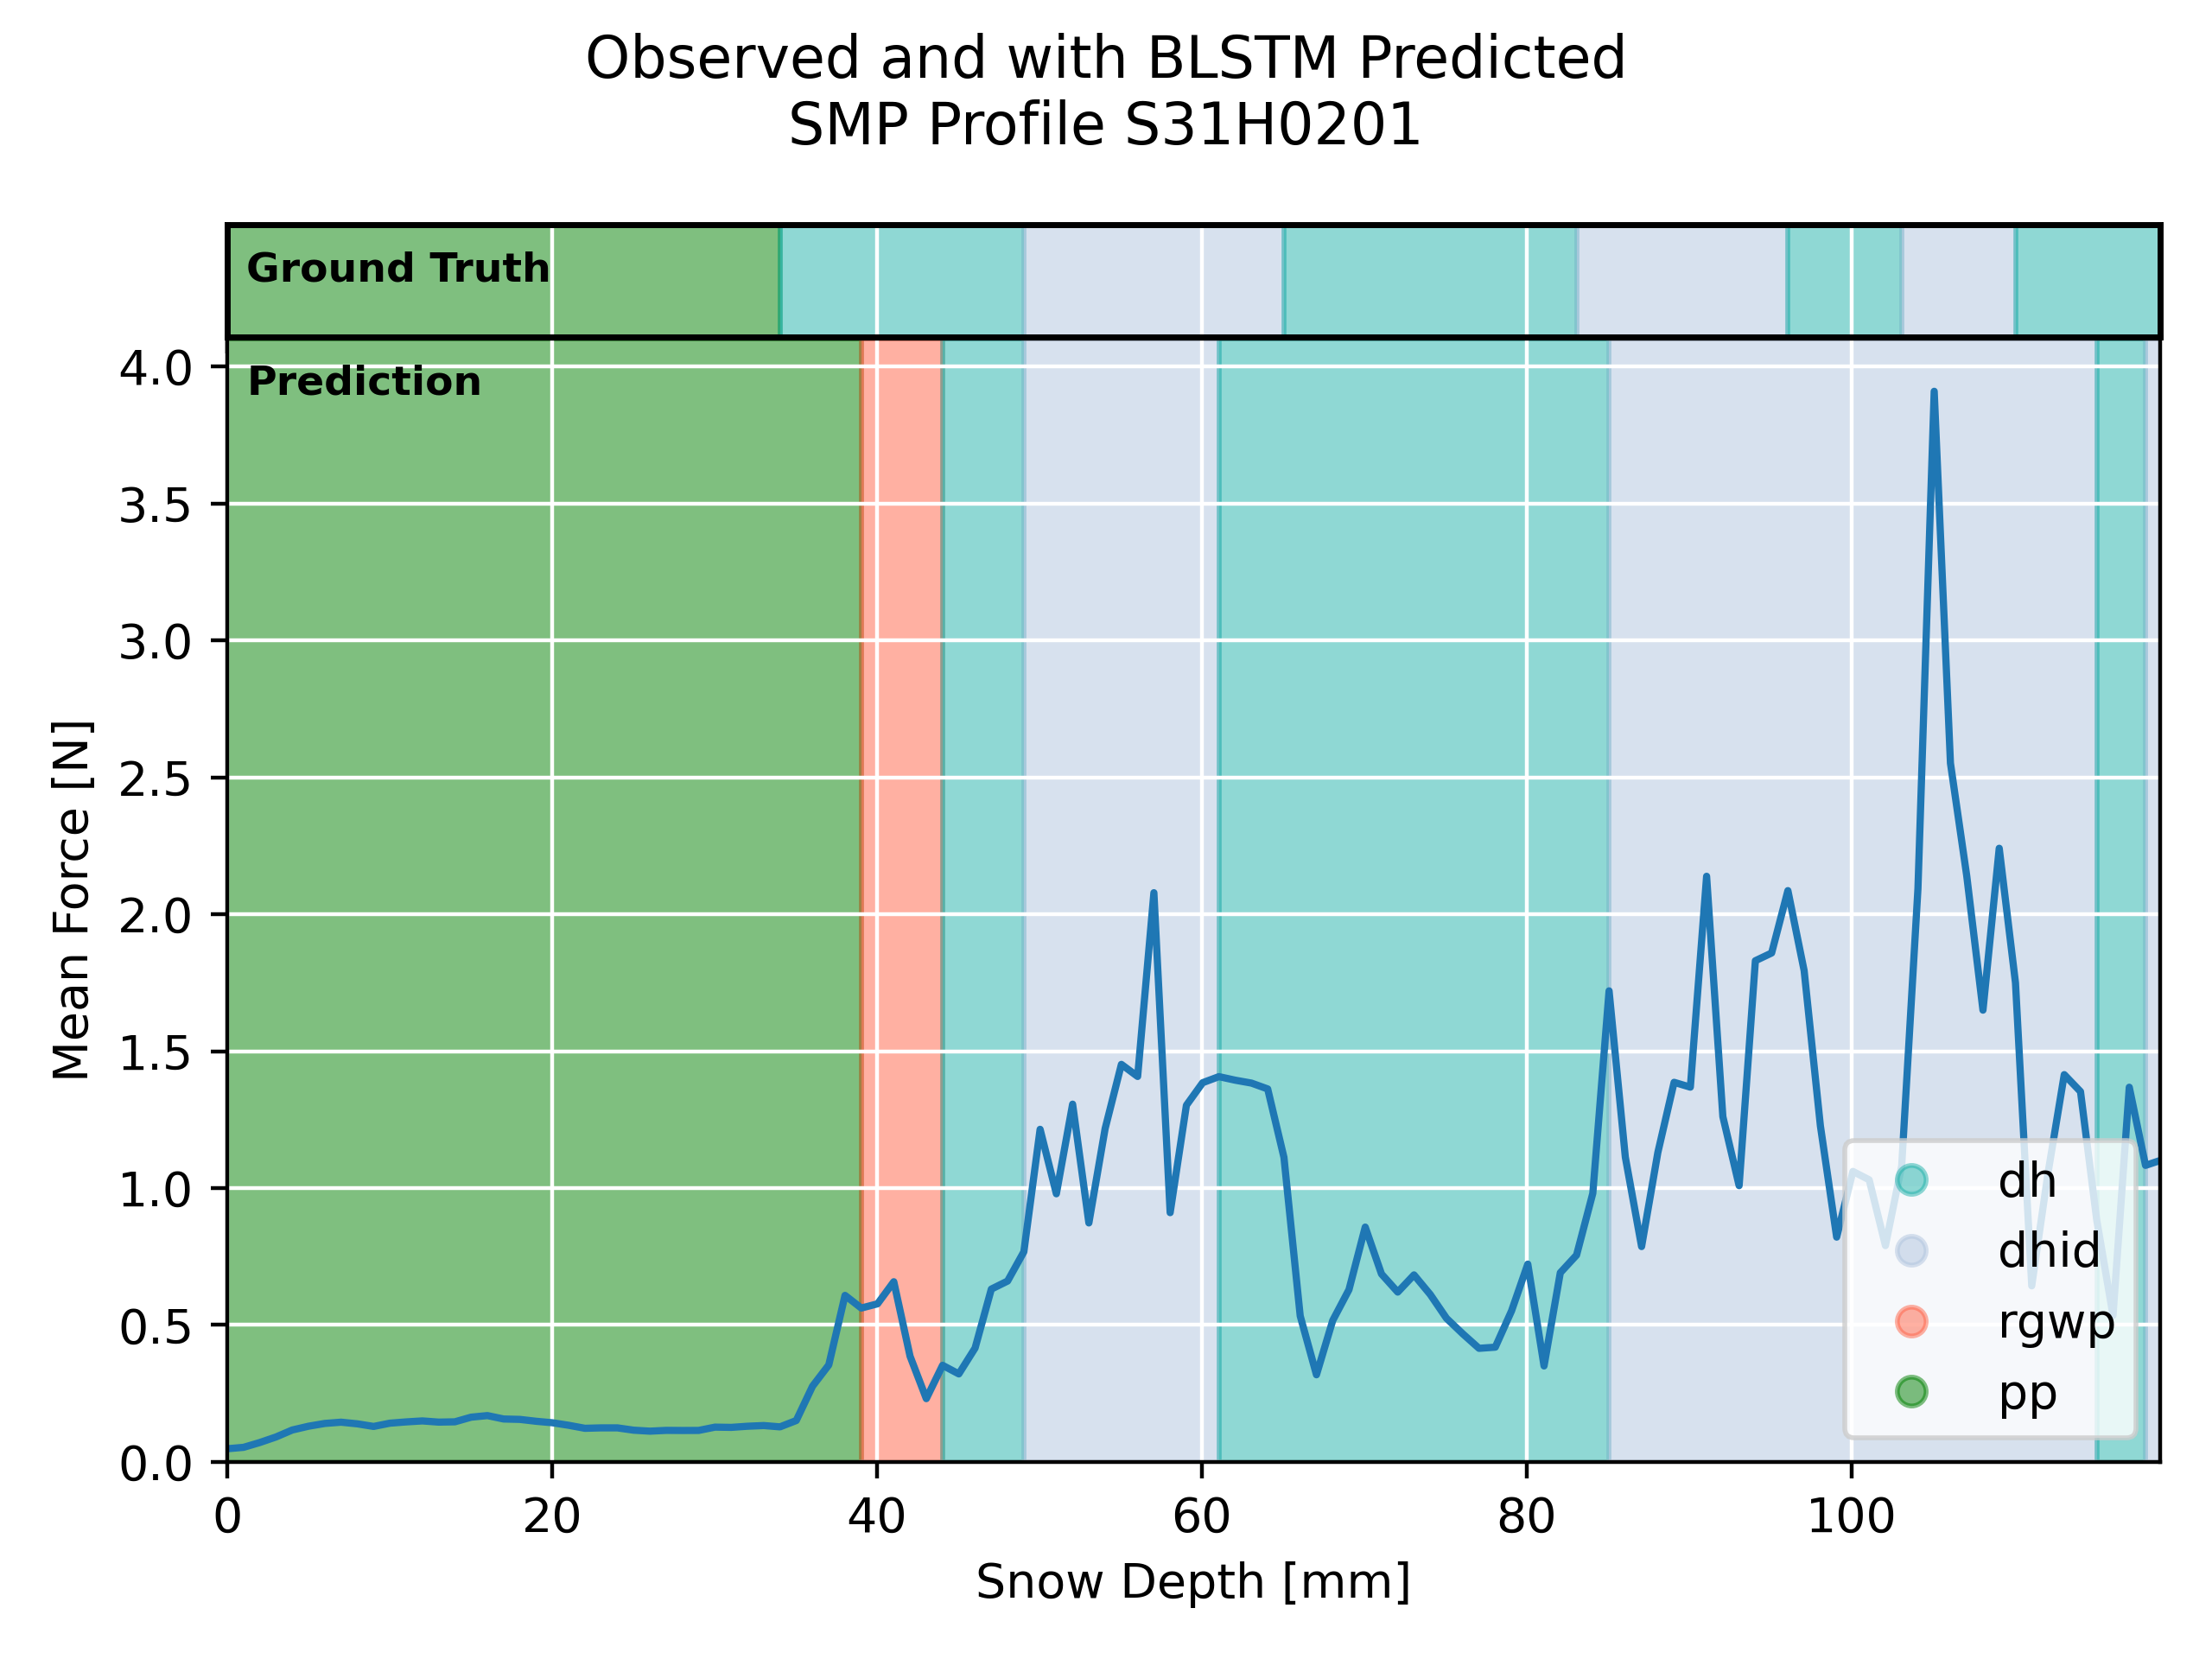 Observed and with BLSTM Predicted
SMP Profile S31H0201
Ground Truth
Prediction
4.0
3.5
3.0
2.5
2.0
1.5
1.0
0.5
0.0
Mean Force [N]
dh
dhid
rgwp
pp
0 20 40 60 80 100
Snow Depth [mm]